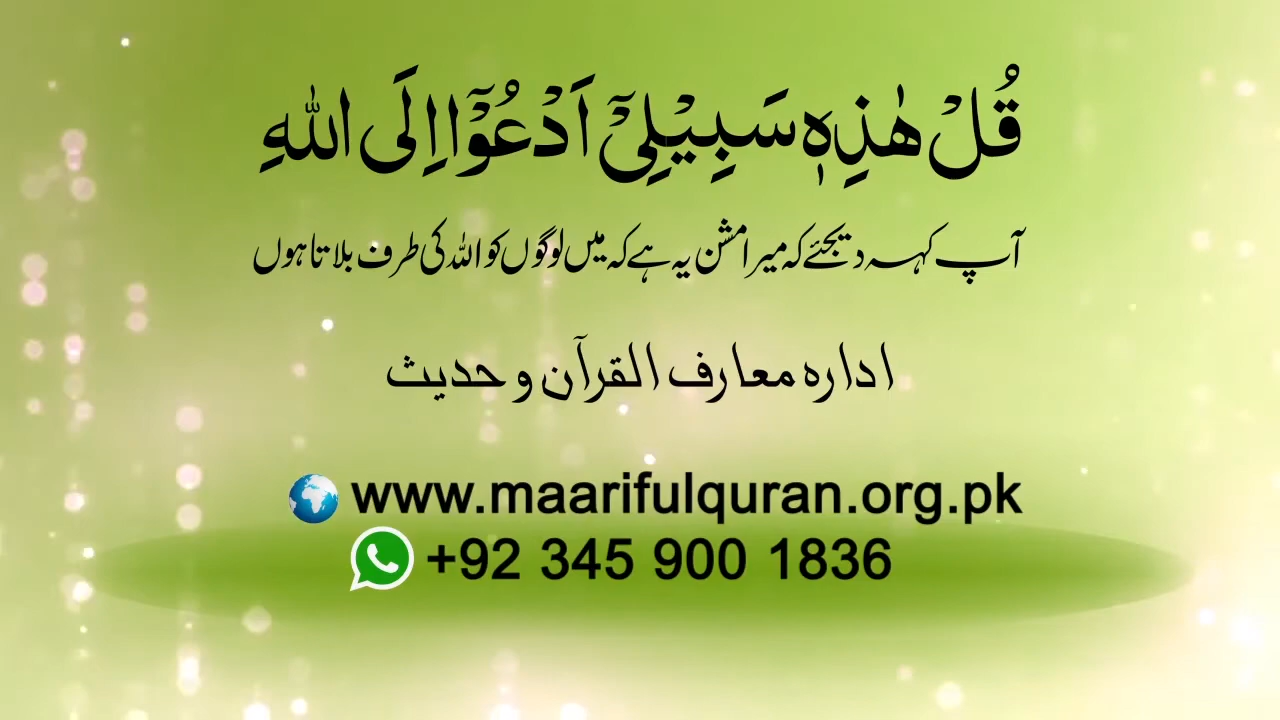 قُلْ هٰذِهٖ سَبِيْلِيْٓ اَدْعُوْٓا اِلَى اللّٰهِ
آپ کہہ دیجئے کہ میرا مشن یہ ہے کہ میں لوگوں کو اللہ کی طرف بلاتا ہوں
ادارہ معارف القرآن و حدیث
www.maarifulquran.org.pk
+92 345 900 1836